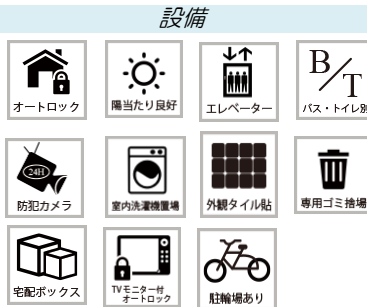 設備
オートロック
陽当たり良好
エレベーター
B/T
バス・トイレ別
24H
防犯カメラ
室内洗濯機置場
外観タイル貼
専用ゴミ捨場
宅配ボックス
TVモニター付
オートロック
駐輪場あり